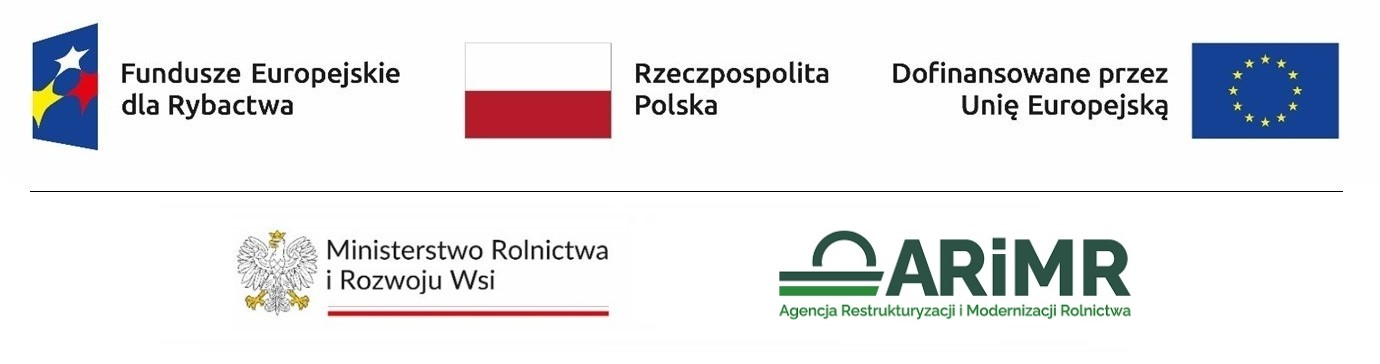 Fundusze Europejskie
dla Rybactwa
Rzeczpospolita
Polska
Dofinansowane przez
Unię Europejską
Ministerstwo Rolnictwa
i Rozwoju Wsi
ARiMR
Agencja Restrukturyzacji i Modernizacji Rolnictwa